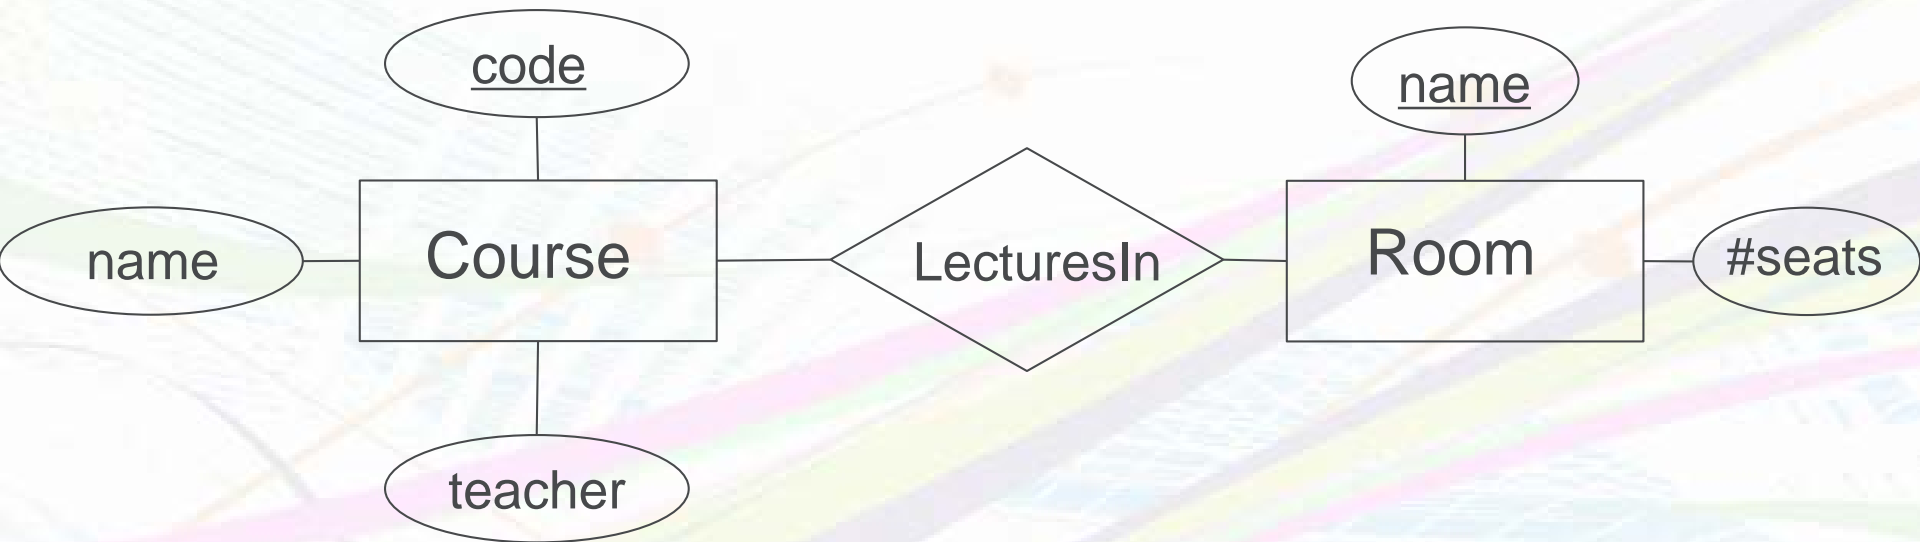 code
name
name
Course
LecturesIn
Room
#seats
teacher